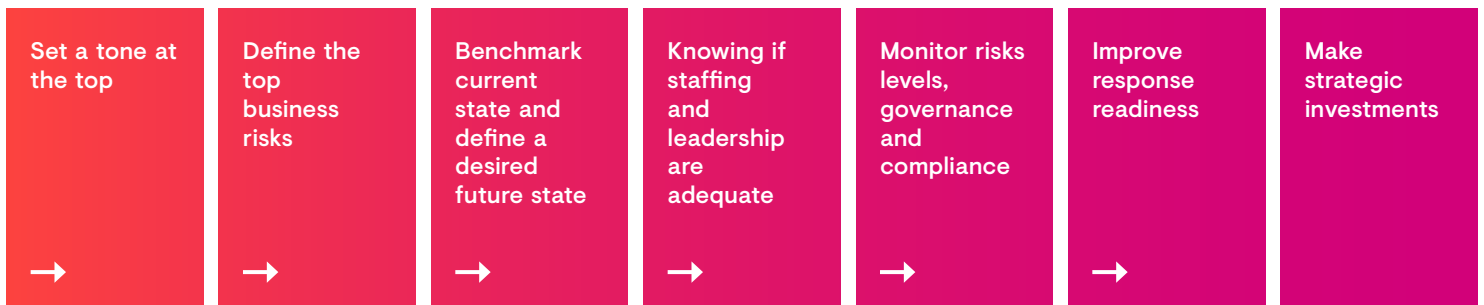 Set a tone at
the top
Define the
top
business
risks
Benchmark
current
state and
define a
desired
future state
Knowing if
staffing
and
leadership
are
adequate
Monitor risks
levels,
governance
and
compliance
Improve
response
readiness
Make
strategic
investments